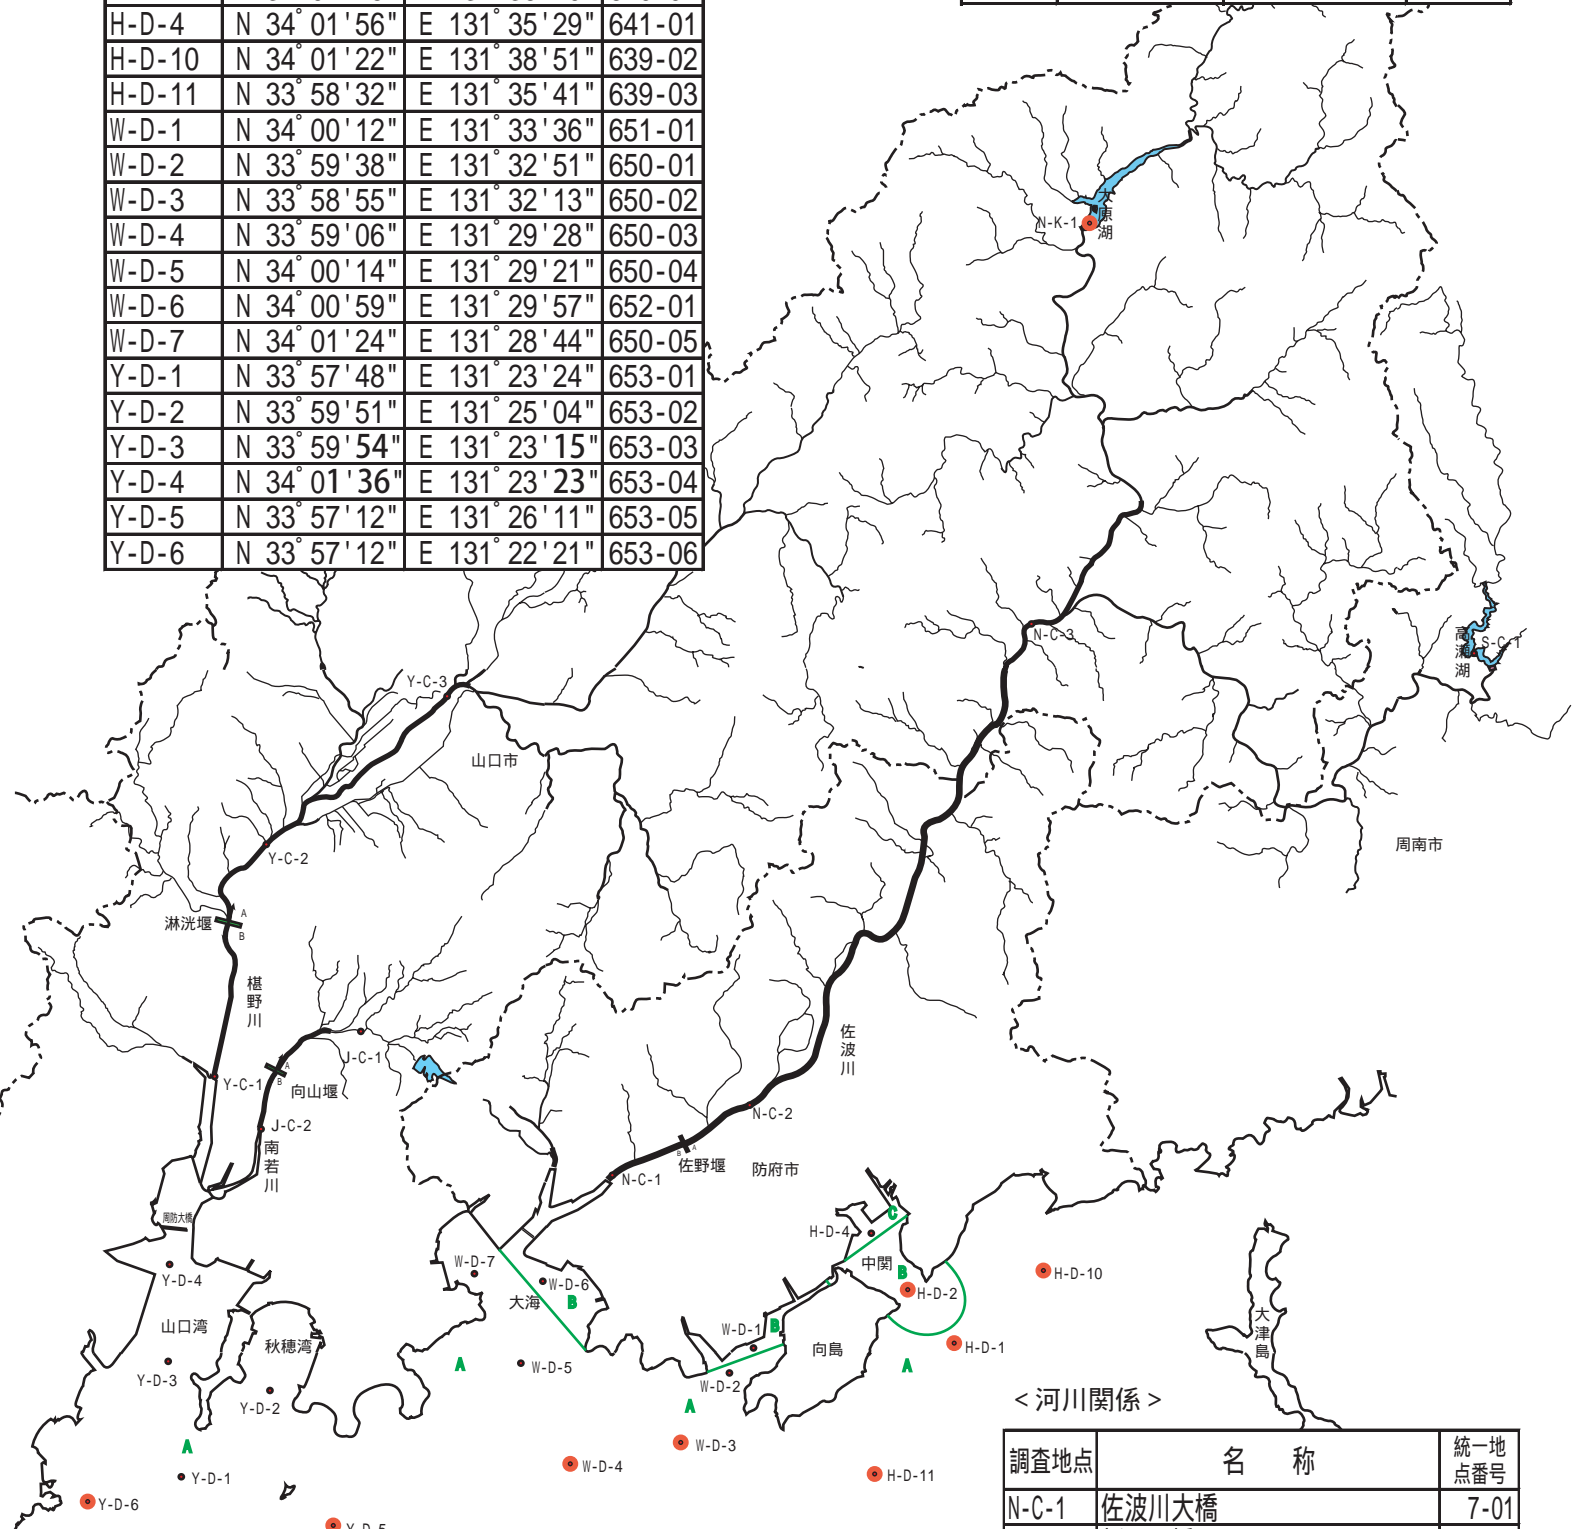 H-D-4 N 34°01'56" E 131°35'29" 641-01
H-D-10 N 34°01'22" E 131°38'51" 639-02
H-D-11 N 33°58'32" E 131°35'41" 639-03
W-D-1 N 34°00'12" E 131°33'36" 651-01
W-D-2 N 33°59'38" E 131°32'51" 650-01
W-D-3 N 33°58'55" E 131°32'13" 650-02
W-D-4 N 33°59'06" E 131°29'28" 650-03
W-D-5 N 34°00'14" E 131°29'21" 650-04
W-D-6 N 34°00'59" E 131°29'57" 652-01
W-D-7 N 34°01'24" E 131°28'44" 650-05
Y-D-1 N 33°57'48" E 131°23'24" 653-01
Y-D-2 N 33°59'51" E 131°25'04" 653-02
Y-D-3 N 33°59'54" E 131°23'15" 653-03
Y-D-4 N 34°01'36" E 131°23'23" 653-04
Y-D-5 N 33°57'12" E 131°26'11" 653-05
Y-D-6 N 33°57'12" E 131°22'21" 653-06
N-K-1
大原湖
N-C-3
高瀬湖
S-C-1
Y-C-3
山口市
Y-C-2
周南市
淋洸堰
A
B
椹野川
佐波川
J-C-1
A
B
Y-C-1
向山堰
J-C-2
N-C-2
南若川
A
B
佐野堰
防府市
N-C-1
周防大橋
C
H-D-4
中関
W-D-7
Y-D-4
W-D-6
大海
B
B
H-D-2
H-D-10
山口湾
秋穂湾
W-D-1
B
向島
H-D-1
大津島
Y-D-3
A
W-D-5
A
W-D-2
Y-D-2
A
<河川関係>
A
W-D-3
Y-D-1
W-D-4
H-D-11
Y-D-6
Y-D-5
調査地点 名 称 統一地点番号
N-C-1 佐波川大橋 7-01